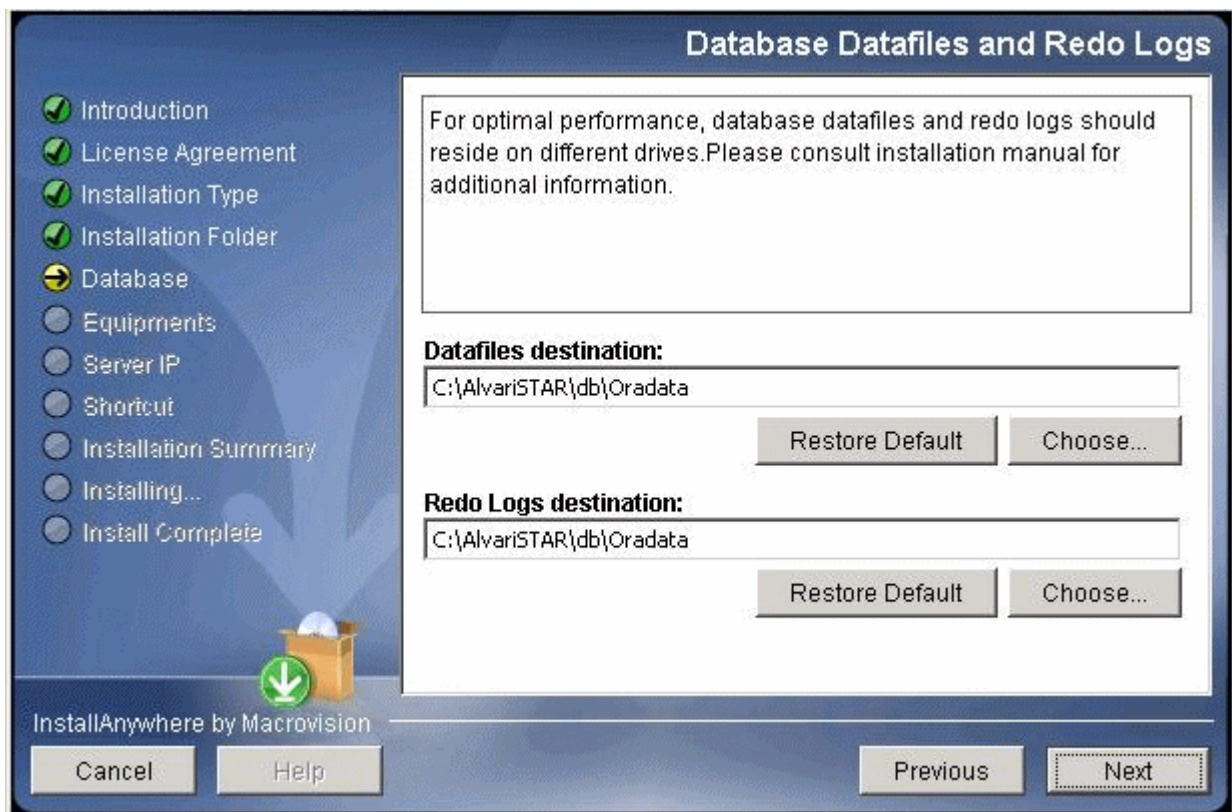 Database Datafiles and Redo Logs
Introduction
License Agreement
Installation Type
Installation Folder
Database
Equipments
Server IP
Shortcut
Installation Summary
Installing...
Install Complete
For optimal performance, database datafiles and redo logs should
reside on different drives.Please consult installation manual for
additional information.
Datafiles destination:
C:\AlvariSTAR\db\Oradata
Restore Default Choose...
Redo Logs destination:
C:\AlvariSTAR\db\Oradata
Restore Default Choose...
InstallAnywhere by Macrovision
Cancel Help Previous Next